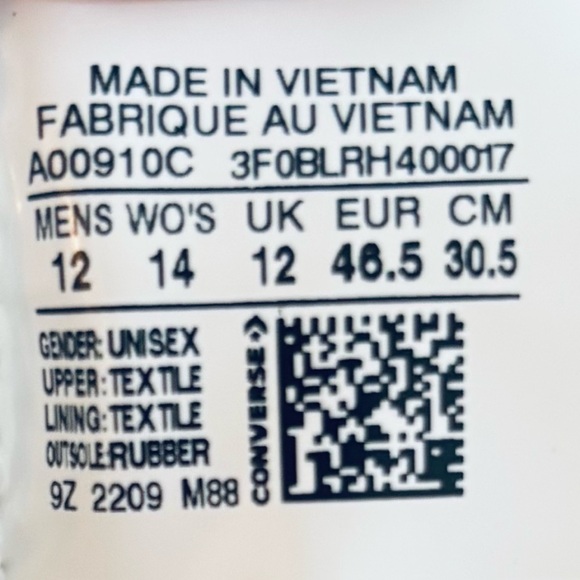 MADE IN VIETNAM
FABRIQUE AU VIETNAM
A00910C 3F0BLRH400017
MENS WO'S UK EUR CM
12 14 12 46.5 30.5
GENDER: UNISEX
UPPER: TEXTILE
LINING: TEXTILE
OUTSOLE:RUBBER
9Z 2209 M88
CONVERSE